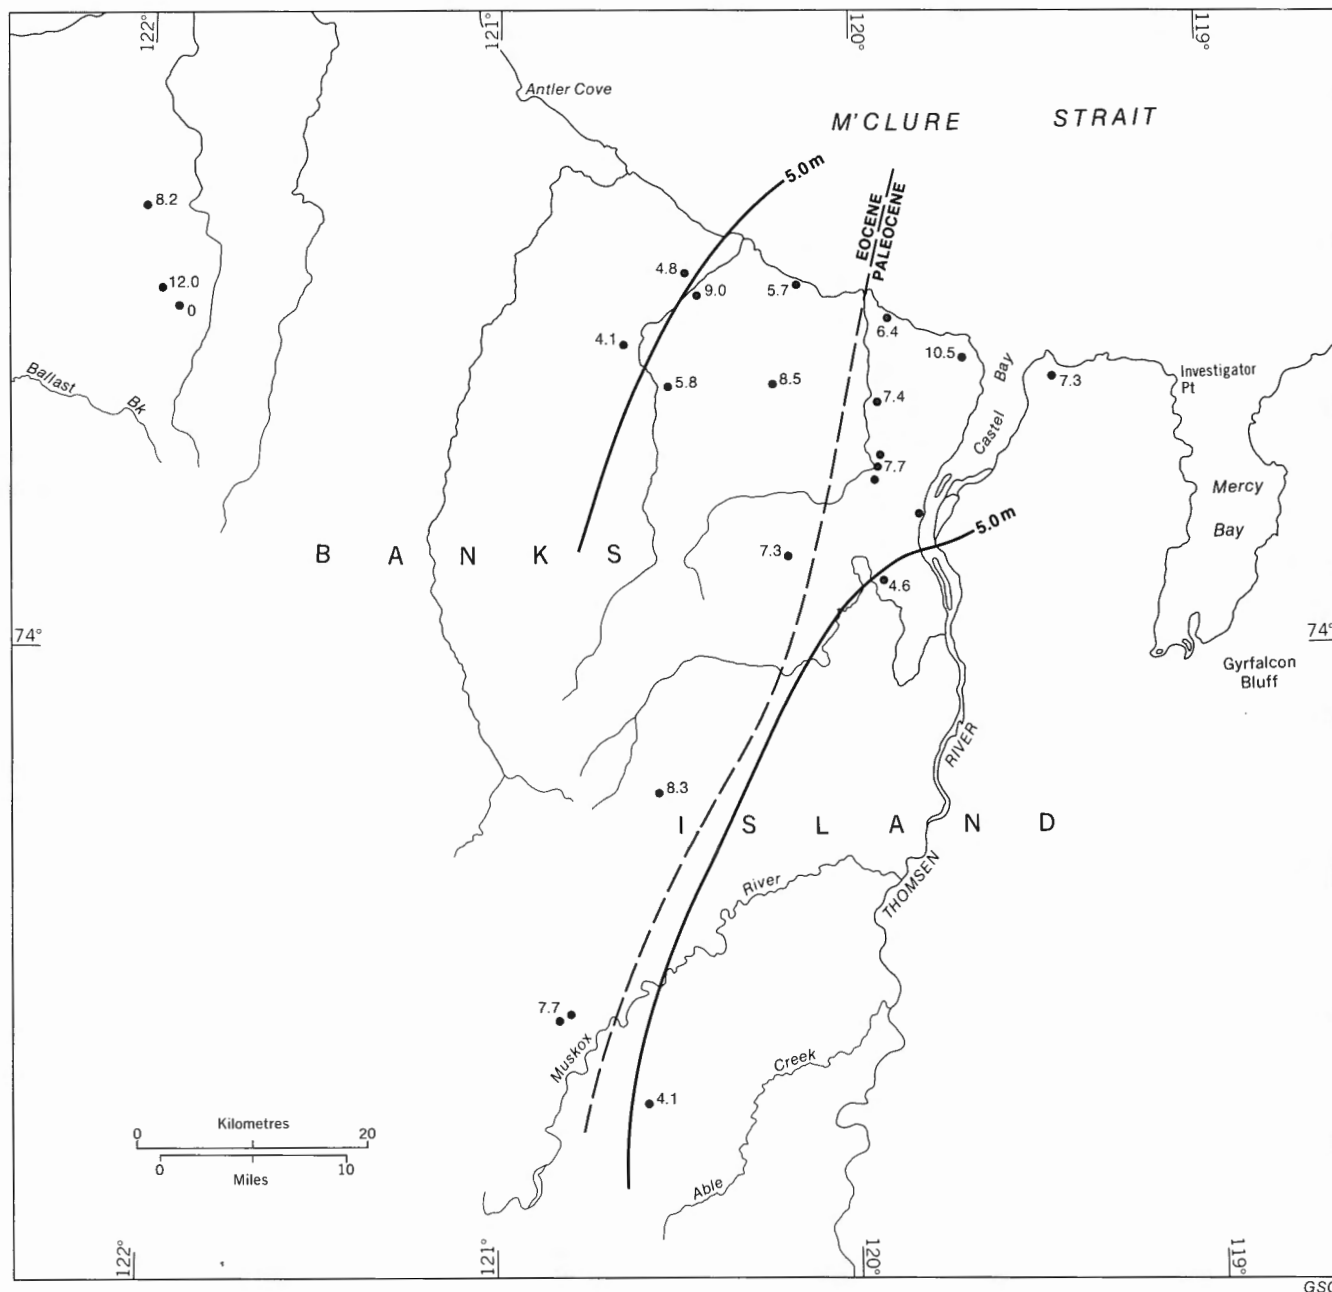 122°
121°
120°
119°
Antler Cove
M'CLURE STRAIT
5.0 m
EOCENE
PALEOCENE
8.2
12.0
0
4.8
9.0
5.7
6.4
4.1
5.8
8.5
7.4
10.5
Castel Bay
7.3
Investigator
Pt
Ballast Bk
7.7
Mercy
Bay
5.0 m
BANKS
7.3
4.6
74°
74°
Gyrfalcon
Bluff
RIVER
8.3
ISLAND
River
THOMSEN
7.7
Muskox
Creek
4.1
Able
Kilometres
0 20
0 10
Miles
122°
121°
120°
119°
GSC